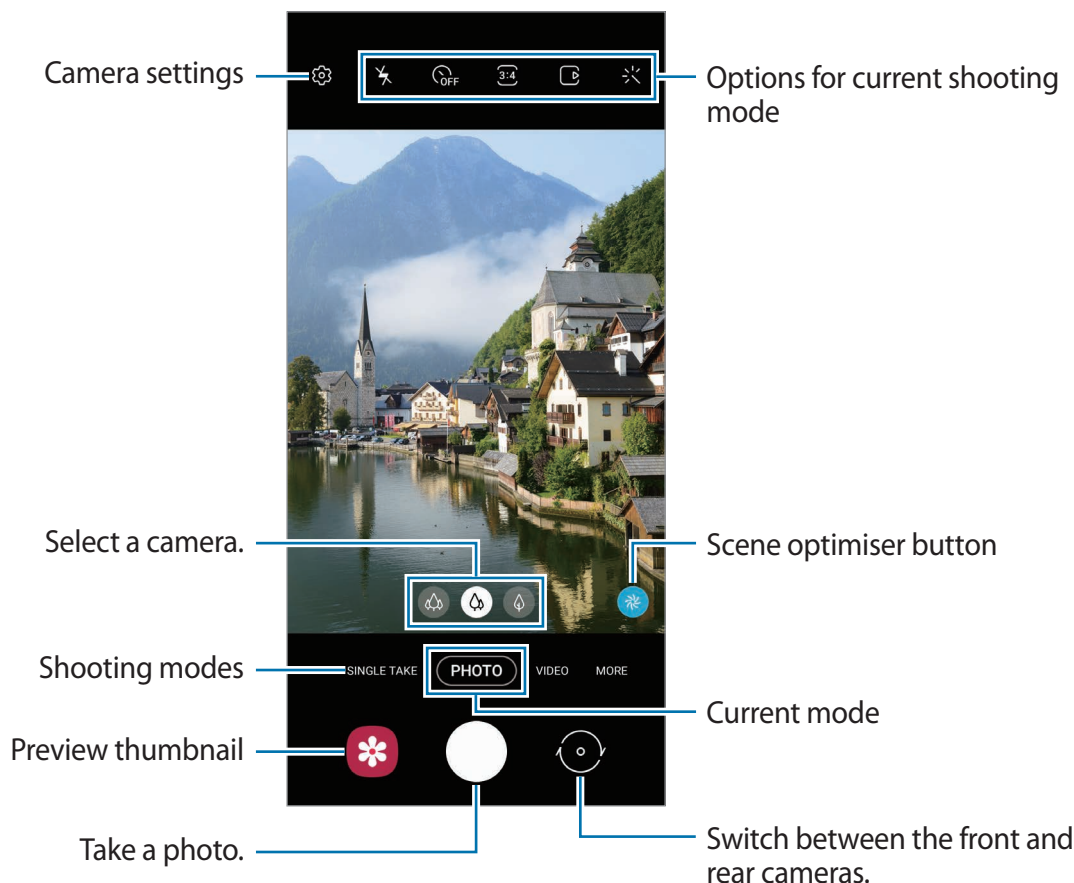 Camera settings
OFF
3:4
Options for current shooting
mode
Select a camera.
Scene optimiser button
Shooting modes
SINGLE TAKE
PHOTO
VIDEO
MORE
Current mode
Preview thumbnail
Take a photo.
Switch between the front and
rear cameras.